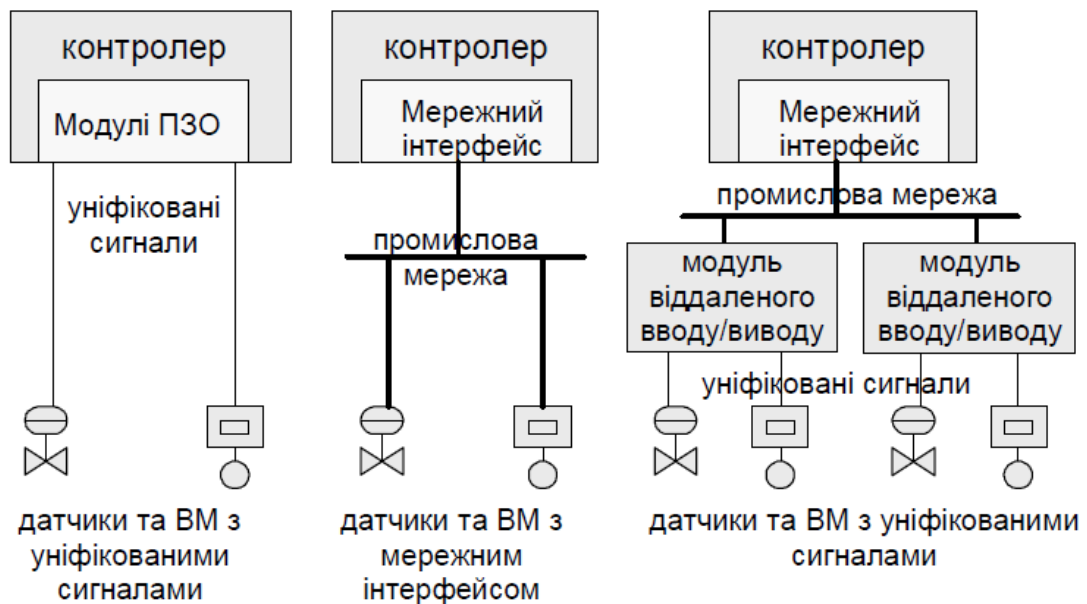 контролер
Модулі ПЗО
уніфіковані
сигнали
датчики та ВМ з
уніфікованими
сигналами
контролер
Мережний
інтерфейс
промислова
мережа
датчики та ВМ з
мережним
інтерфейсом
контролер
Мережний
інтерфейс
промислова мережа
модуль
віддаленого
вводу/виводу
модуль
віддаленого
вводу/виводу
уніфіковані сигнали
датчики та ВМ з уніфікованими
сигналами